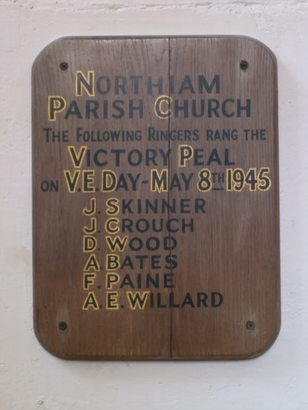 NORTHIAM
PARISH CHURCH
THE FOLLOWING RINGERS RANG THE
VICTORY PEAL
ON V.E. DAY-MAY 8TH 1945
J. SKINNER
J. CROUCH
D. WOOD
A. BATES
F. PAINE
A. E. WILLARD